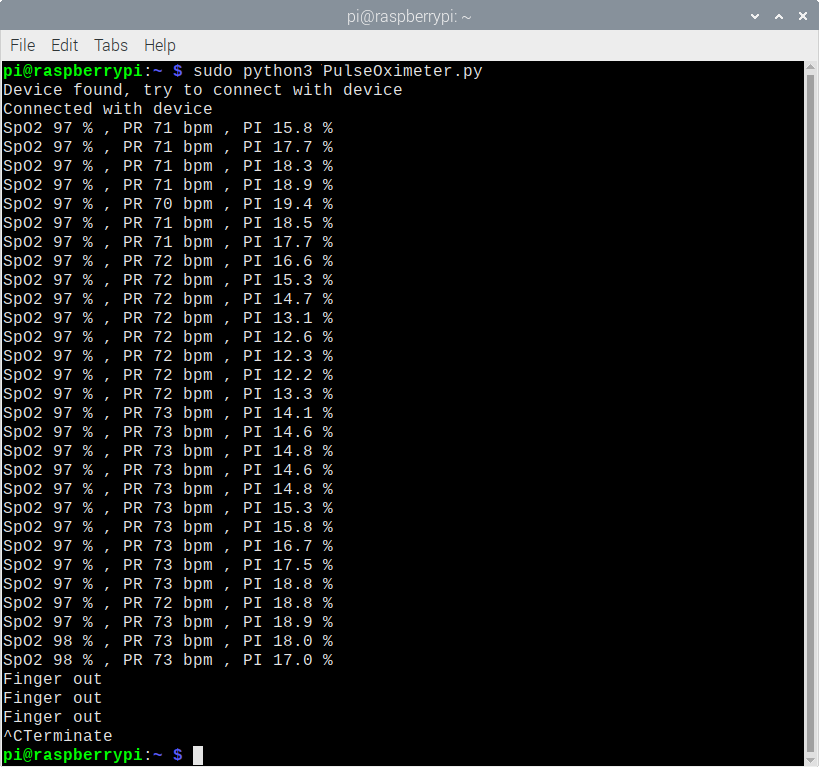 pi@raspberrypi: ~
File Edit Tabs Help
pi@raspberrypi:~ $ sudo python3 PulseOximeter.py
Device found, try to connect with device
Connected with device
SpO2 97 % , PR 71 bpm , PI 15.8 %
SpO2 97 % , PR 71 bpm , PI 17.7 %
SpO2 97 % , PR 71 bpm , PI 18.3 %
SpO2 97 % , PR 71 bpm , PI 18.9 %
SpO2 97 % , PR 70 bpm , PI 19.4 %
SpO2 97 % , PR 71 bpm , PI 18.5 %
SpO2 97 % , PR 71 bpm , PI 17.7 %
SpO2 97 % , PR 72 bpm , PI 16.6 %
SpO2 97 % , PR 72 bpm , PI 15.3 %
SpO2 97 % , PR 72 bpm , PI 14.7 %
SpO2 97 % , PR 72 bpm , PI 13.1 %
SpO2 97 % , PR 72 bpm , PI 12.6 %
SpO2 97 % , PR 72 bpm , PI 12.3 %
SpO2 97 % , PR 72 bpm , PI 12.2 %
SpO2 97 % , PR 72 bpm , PI 13.3 %
SpO2 97 % , PR 73 bpm , PI 14.1 %
SpO2 97 % , PR 73 bpm , PI 14.6 %
SpO2 97 % , PR 73 bpm , PI 14.8 %
SpO2 97 % , PR 73 bpm , PI 14.6 %
SpO2 97 % , PR 73 bpm , PI 14.8 %
SpO2 97 % , PR 73 bpm , PI 15.3 %
SpO2 97 % , PR 73 bpm , PI 15.8 %
SpO2 97 % , PR 73 bpm , PI 16.7 %
SpO2 97 % , PR 73 bpm , PI 17.5 %
SpO2 97 % , PR 73 bpm , PI 18.8 %
SpO2 97 % , PR 72 bpm , PI 18.8 %
SpO2 97 % , PR 73 bpm , PI 18.9 %
SpO2 98 % , PR 73 bpm , PI 18.0 %
SpO2 98 % , PR 73 bpm , PI 17.0 %
Finger out
Finger out
Finger out
^CTerminate
pi@raspberrypi:~ $